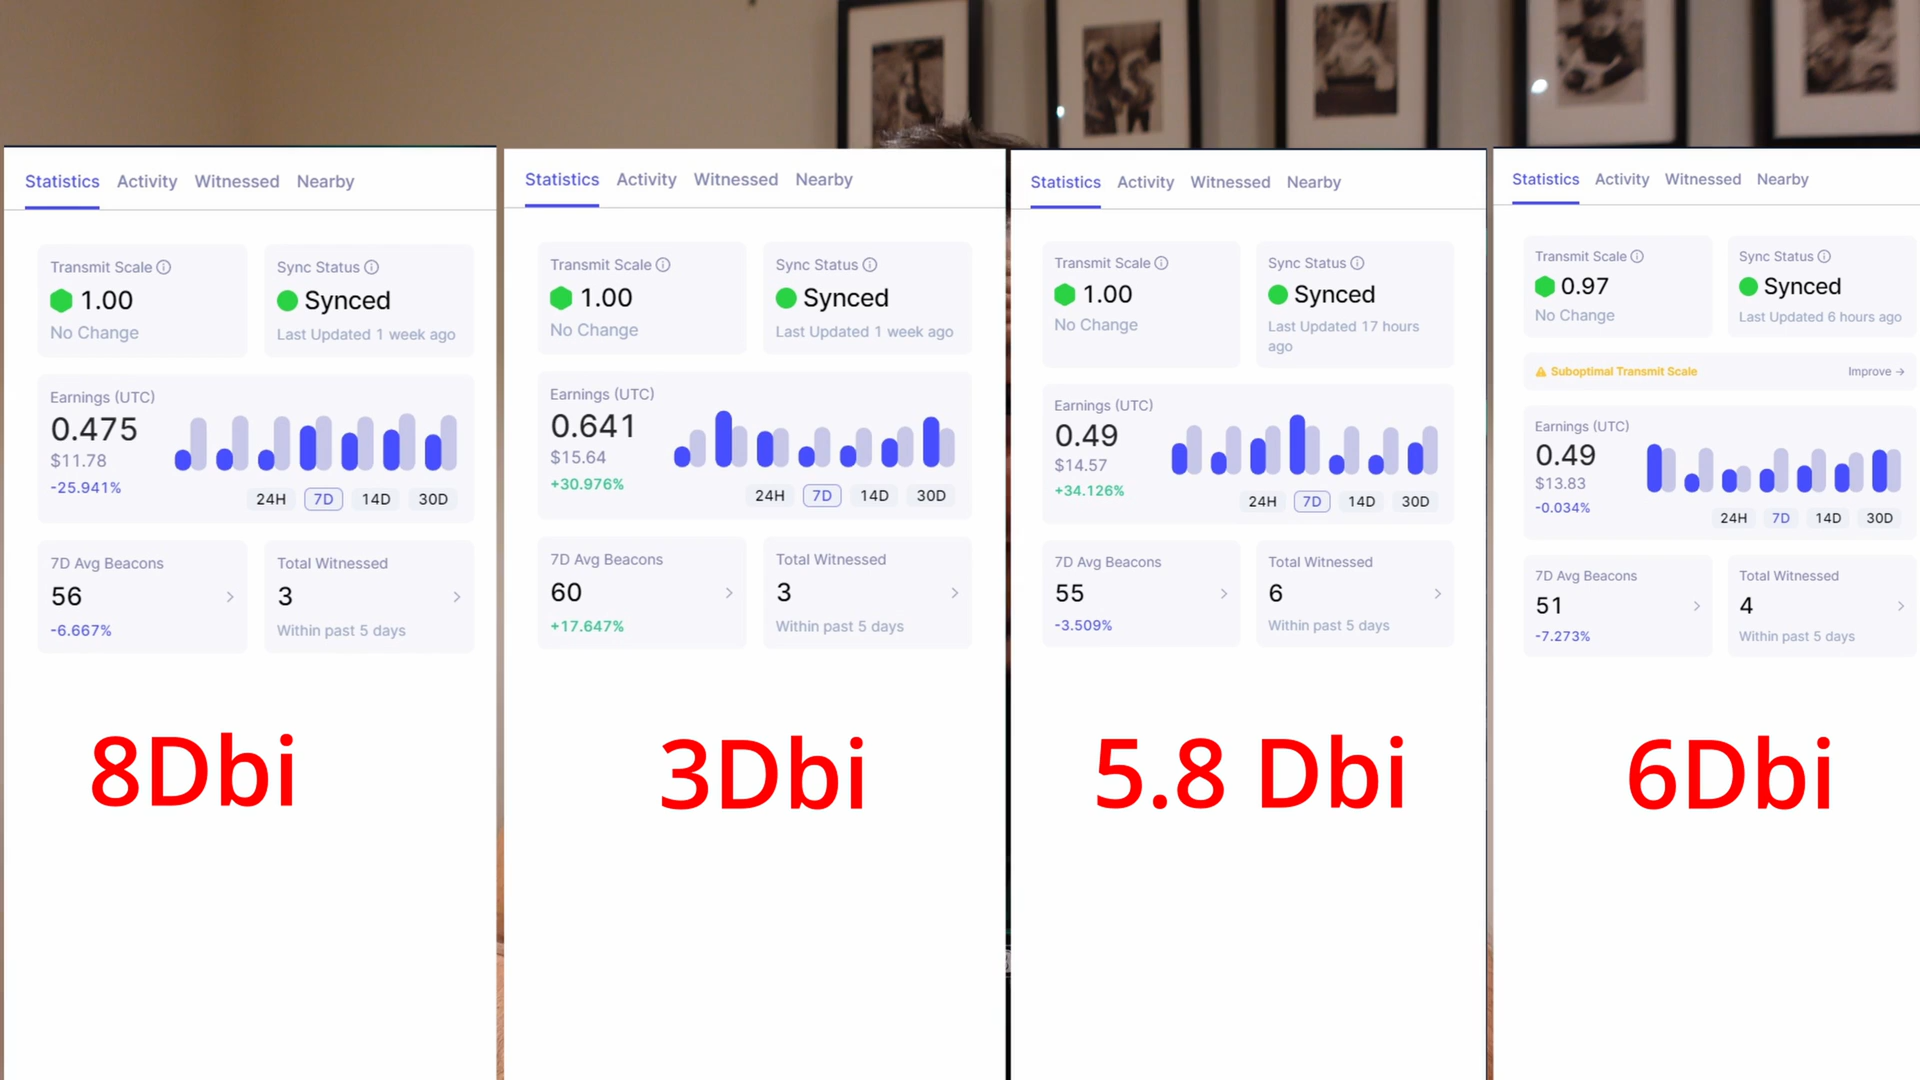 Statistics Activity Witnessed Nearby
Transmit Scale
1.00
No Change
Sync Status
Synced
Last Updated 1 week ago
Earnings (UTC)
0.475
$11.78
-25.941%
24H 7D 14D 30D
7D Avg Beacons
56
-6.667%
Total Witnessed
3
Within past 5 days
8Dbi
Statistics Activity Witnessed Nearby
Transmit Scale
1.00
No Change
Sync Status
Synced
Last Updated 1 week ago
Earnings (UTC)
0.641
$15.64
+30.976%
24H 7D 14D 30D
7D Avg Beacons
60
+17.647%
Total Witnessed
3
Within past 5 days
3Dbi
Statistics Activity Witnessed Nearby
Transmit Scale
1.00
No Change
Sync Status
Synced
Last Updated 17 hours
ago
Earnings (UTC)
0.49
$14.57
+34.126%
24H 7D 14D 30D
7D Avg Beacons
55
-3.509%
Total Witnessed
6
Within past 5 days
5.8 Dbi
Statistics Activity Witnessed Nearby
Transmit Scale
0.97
No Change
Sync Status
Synced
Last Updated 6 hours ago
Suboptimal Transmit Scale
Improve →
Earnings (UTC)
0.49
$13.83
-0.034%
24H 7D 14D 30D
7D Avg Beacons
51
-7.273%
Total Witnessed
4
Within past 5 days
6Dbi